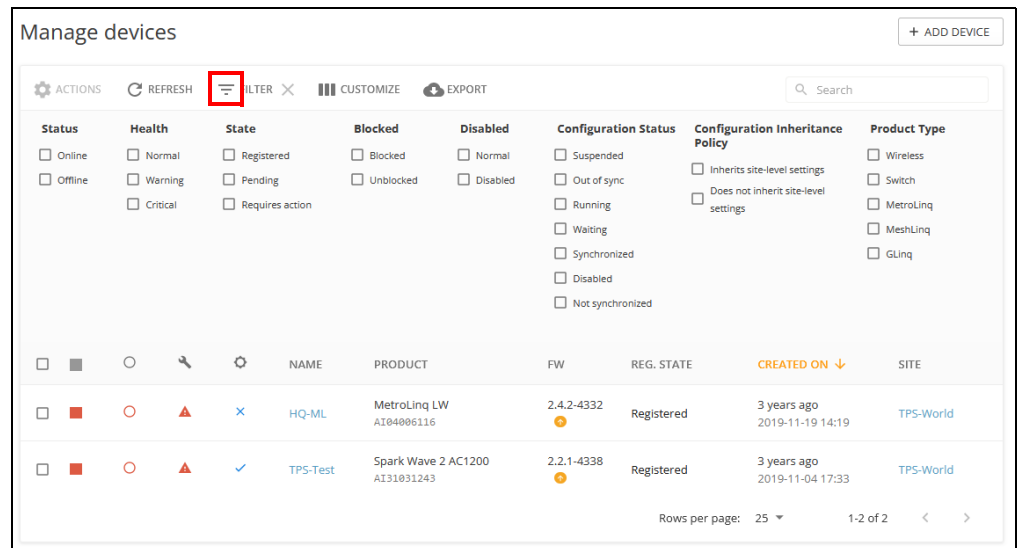 Manage devices
+ ADD DEVICE
ACTIONS REFRESH ILTER CUSTOMIZE EXPORT Search
Status Health State Blocked Disabled Configuration Status Configuration Inheritance Policy Product Type
Online Normal Registered Blocked Normal Suspended Inherits site-level settings Wireless
Offline Warning Pending Unblocked Disabled Out of sync Does not inherit site-level settings Switch
Critical Requires action Running MetroLinq
Waiting MeshLinq
Synchronized GLinq
Disabled
Not synchronized
NAME PRODUCT FW REG. STATE CREATED ON SITE
HQ-ML MetroLinq LW 2.4.2-4332 Registered 3 years ago TPS-World
AI04006116 2019-11-19 14:19
TPS-Test Spark Wave 2 AC1200 2.2.1-4338 Registered 3 years ago TPS-World
AI31031243 2019-11-04 17:33
Rows per page: 25 1-2 of 2